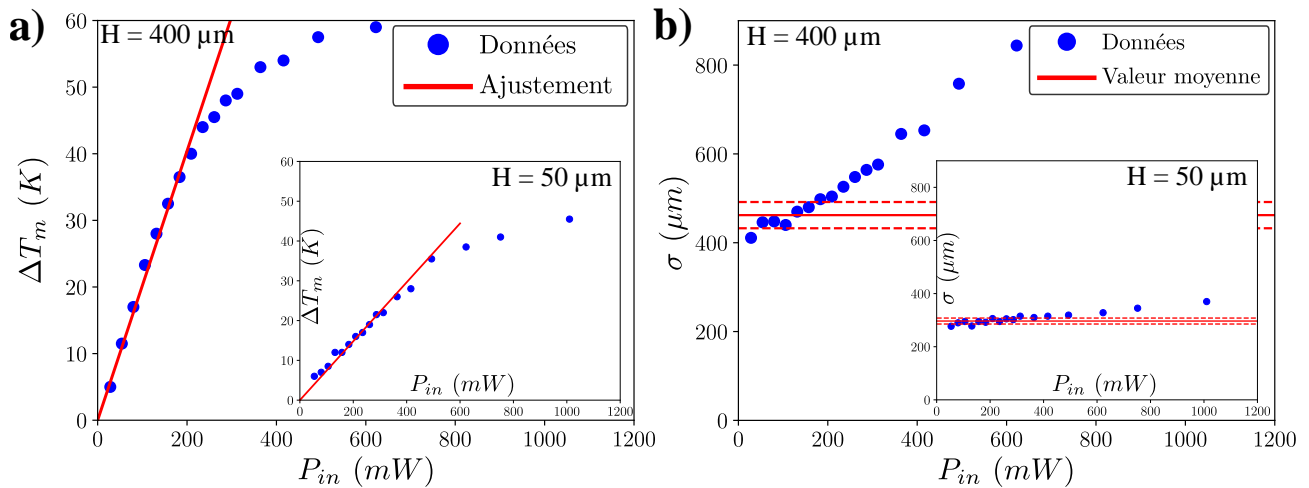 a)
H = 400 µm
Données
Ajustement
ΔT_m (K)
60
50
40
30
20
10
0
0 200 400 600 800 1000 1200
P_in (mW)
H = 50 µm
ΔT_m (K)
60
50
40
30
20
10
0
0 200 400 600 800 1000 1200
P_in (mW)
b)
H = 400 µm
Données
Valeur moyenne
σ (µm)
800
600
400
200
0
0 200 400 600 800 1000 1200
P_in (mW)
H = 50 µm
σ (µm)
800
600
400
200
0
0 200 400 600 800 1000 1200
P_in (mW)